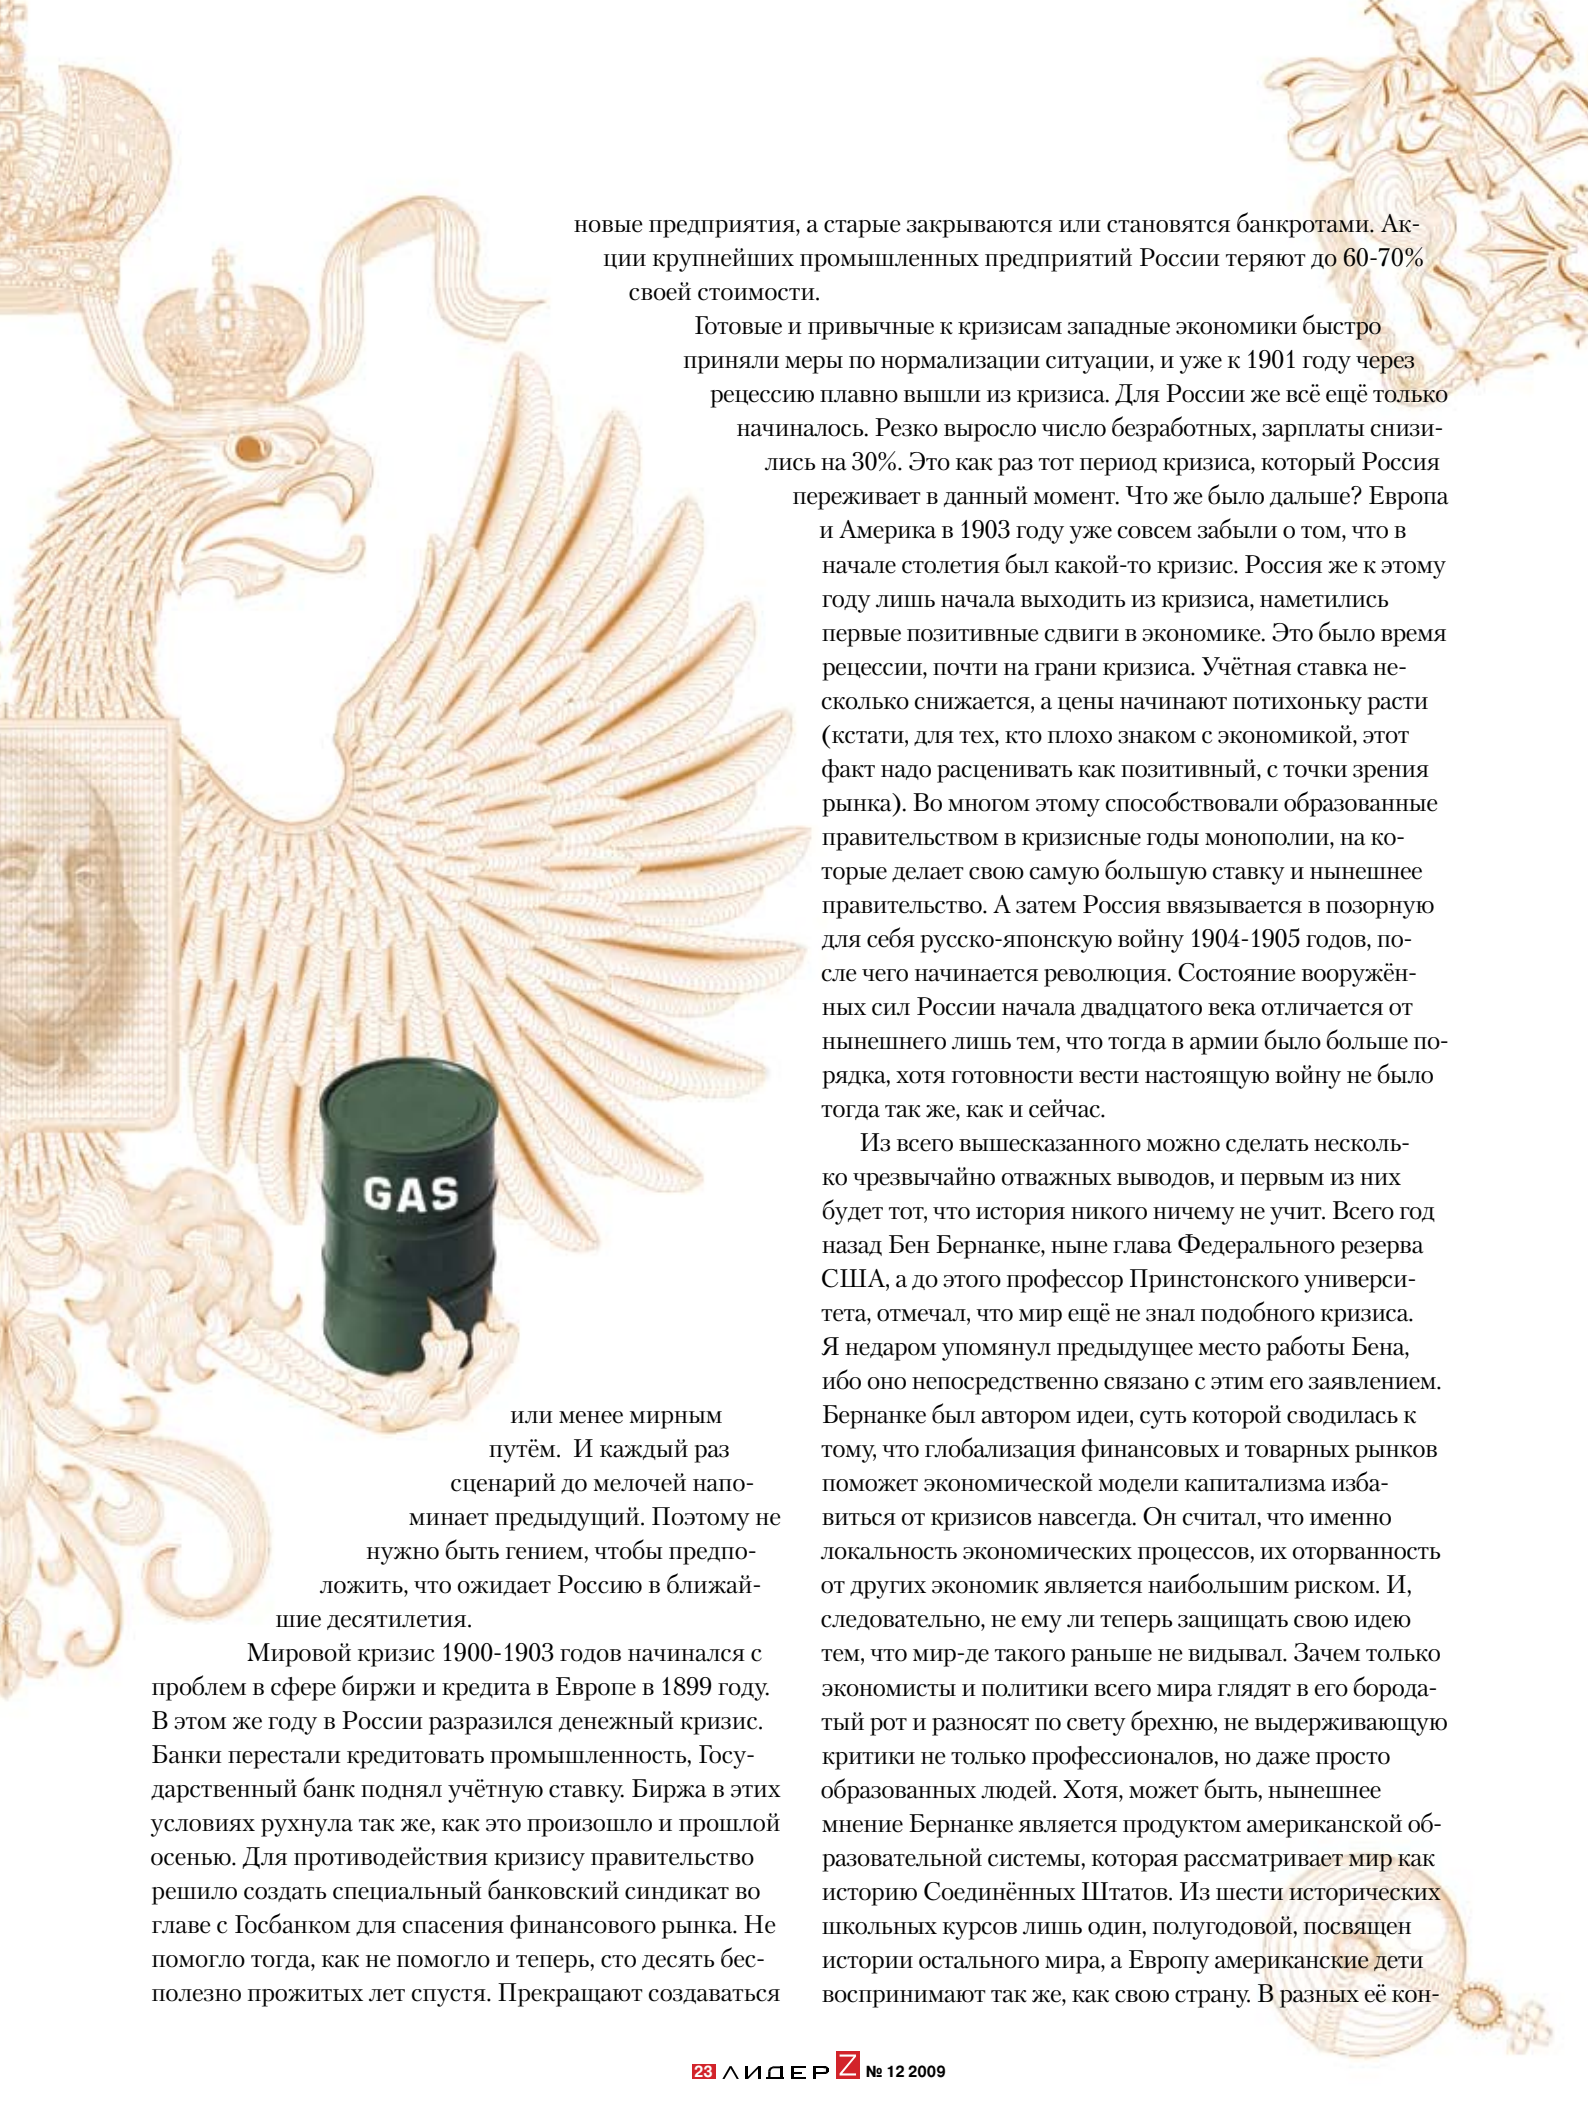 GAS
или менее мирным
путём. И каждый раз
сценарий до мелочей напо-
минает предыдущий. Поэтому не
нужно быть гением, чтобы предпо-
ложить, что ожидает Россию в ближай-
шие десятилетия.
Мировой кризис 1900-1903 годов начинался с
проблем в сфере биржи и кредита в Европе в 1899 году.
В этом же году в России разразился денежный кризис.
Банки перестали кредитовать промышленность, Госу-
дарственный банк поднял учётную ставку. Биржа в этих
условиях рухнула так же, как это произошло и прошлой
осенью. Для противодействия кризису правительство
решило создать специальный банковский синдикат во
главе с Госбанком для спасения финансового рынка. Не
помогло тогда, как не помогло и теперь, сто десять бес-
полезно прожитых лет спустя. Прекращают создаваться
новые предприятия, а старые закрываются или становятся банкротами. Ак-
ции крупнейших промышленных предприятий России теряют до 60-70%
своей стоимости.
Готовые и привычные к кризисам западные экономики быстро
приняли меры по нормализации ситуации, и уже к 1901 году через
рецессию плавно вышли из кризиса. Для России же всё ещё только
начиналось. Резко выросло число безработных, зарплаты снизи-
лись на 30%. Это как раз тот период кризиса, который Россия
переживает в данный момент. Что же было дальше? Европа
и Америка в 1903 году уже совсем забыли о том, что в
начале столетия был какой-то кризис. Россия же к этому
году лишь начала выходить из кризиса, наметились
первые позитивные сдвиги в экономике. Это было время
рецессии, почти на грани кризиса. Учётная ставка не-
сколько снижается, а цены начинают потихоньку расти
(кстати, для тех, кто плохо знаком с экономикой, этот
факт надо расценивать как позитивный, с точки зрения
рынка). Во многом этому способствовали образованные
правительством в кризисные годы монополии, на ко-
торые делает свою самую большую ставку и нынешнее
правительство. А затем Россия ввязывается в позорную
для себя русско-японскую войну 1904-1905 годов, по-
сле чего начинается революция. Состояние вооружён-
ных сил России начала двадцатого века отличается от
нынешнего лишь тем, что тогда в армии было больше по-
рядка, хотя готовности вести настоящую войну не было
тогда так же, как и сейчас.
Из всего вышесказанного можно сделать несколь-
ко чрезвычайно отважных выводов, и первым из них
будет тот, что история никого ничему не учит. Всего год
назад Бен Бернанке, ныне глава Федерального резерва
США, а до этого профессор Принстонского универси-
тета, отмечал, что мир ещё не знал подобного кризиса.
Я недаром упомянул предыдущее место работы Бена,
ибо оно непосредственно связано с этим его заявлением.
Бернанке был автором идеи, суть которой сводилась к
тому, что глобализация финансовых и товарных рынков
поможет экономической модели капитализма изба-
виться от кризисов навсегда. Он считал, что именно
локальность экономических процессов, их оторванность
от других экономик является наибольшим риском. И,
следовательно, не ему ли теперь защищать свою идею
тем, что мир-де такого раньше не видывал. Зачем только
экономисты и политики всего мира глядят в его борода-
тый рот и разносят по свету брехню, не выдерживающую
критики не только профессионалов, но даже просто
образованных людей. Хотя, может быть, нынешнее
мнение Бернанке является продуктом американской об-
разовательной системы, которая рассматривает мир как
историю Соединённых Штатов. Из шести исторических
школьных курсов лишь один, полугодовой, посвящен
истории остального мира, а Европу американские дети
воспринимают так же, как свою страну. В разных её кон-
23 ЛИДЕР Z № 12 2009